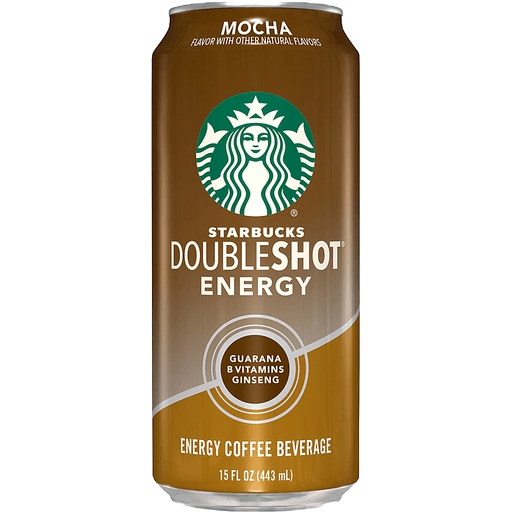 MOCHA
FLAVOR WITH OTHER NATURAL FLAVORS
®
STARBUCKS
DOUBLESHOT®
ENERGY
GUARANA
B VITAMINS
GINSENG
ENERGY COFFEE BEVERAGE
15 FL OZ (443 mL)